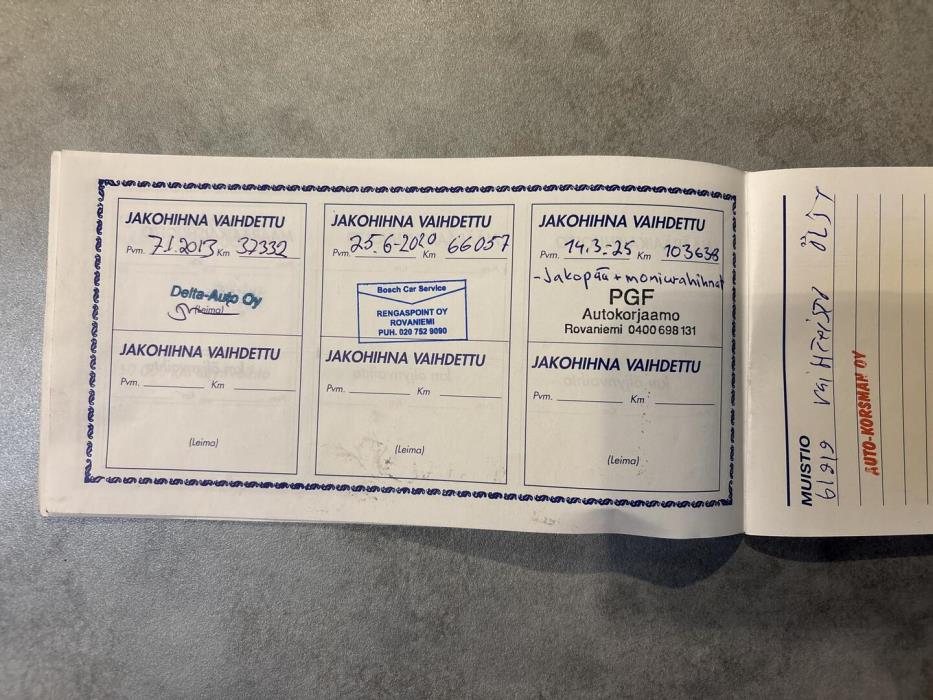 JAKOHIHNA VAIHDETTU
Pvm. 7.1.2013 Km 37332
Delta-Auto Oy
(Leima)
JAKOHIHNA VAIHDETTU
Pvm. Km
(Leima)
JAKOHIHNA VAIHDETTU
Pvm. 25.6-2020 Km 66057
Bosch Car Service
RENGASPOINT OY
ROVANIEMI
PUH. 020 752 9090
JAKOHIHNA VAIHDETTU
Pvm. Km
(Leima)
JAKOHIHNA VAIHDETTU
Pvm. 14.3-25 Km 103638
-Jakopää + moniurahihnat
PGF
Autokorjaamo
Rovaniemi 0400 698 131
JAKOHIHNA VAIHDETTU
Pvm. Km
(Leima)
MUISTIO
ÖLJY
AUTO-KORSMAN OY